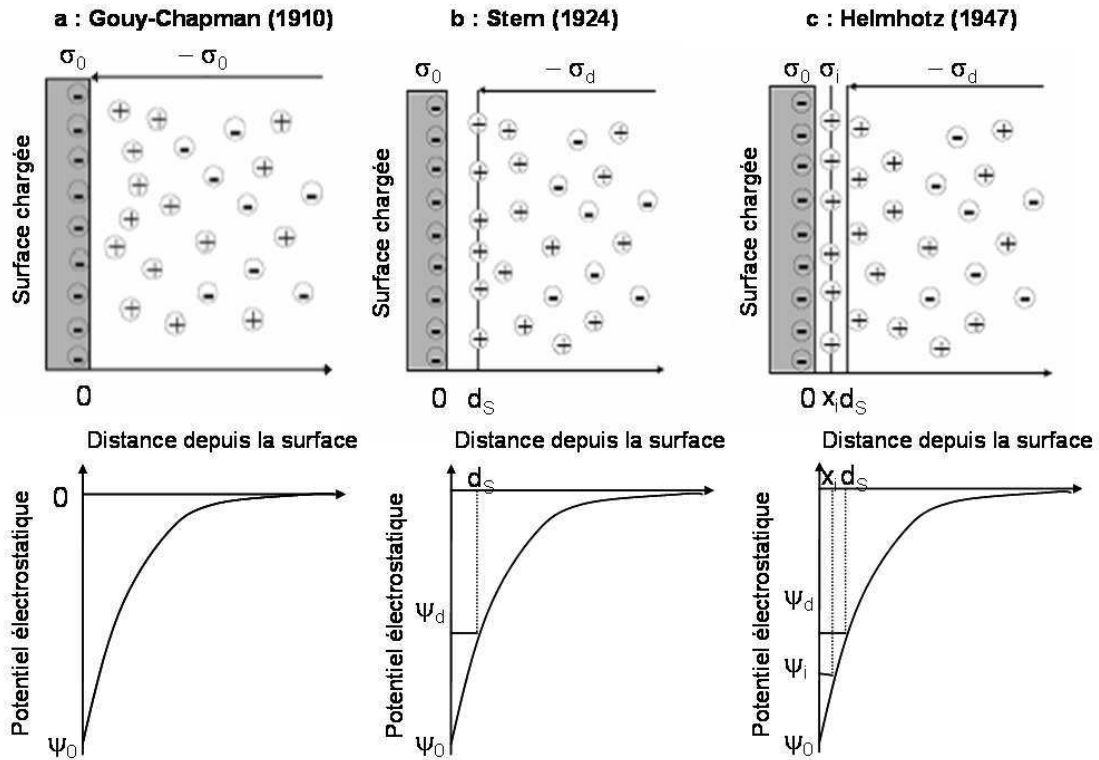 a : Gouy-Chapman (1910)
b : Stern (1924)
c : Helmhotz (1947)
σ0
− σ0
Surface chargée
0
σ0
− σd
Surface chargée
0 dS
σ0 σi
− σd
Surface chargée
0 xi dS
Distance depuis la surface
Distance depuis la surface
Distance depuis la surface
0
Potentiel électrostatique
Ψ0
dS
Potentiel électrostatique
Ψd
Ψ0
xi dS
Potentiel électrostatique
Ψd
Ψi
Ψ0